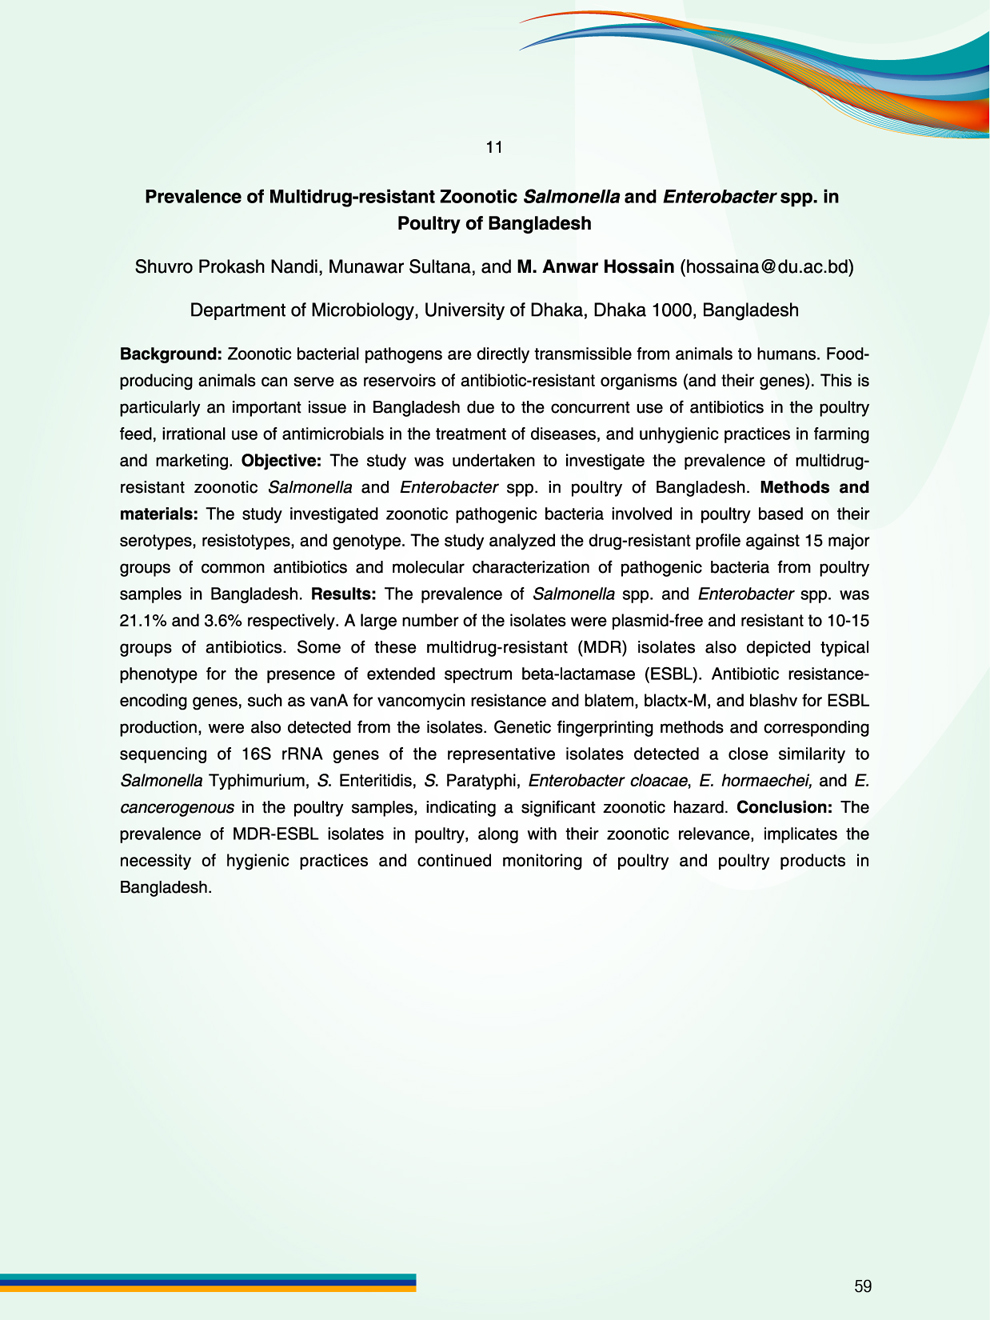 11
Prevalence of Multidrug-resistant Zoonotic Salmonella and Enterobacter spp. in
Poultry of Bangladesh
Shuvro Prokash Nandi, Munawar Sultana, and M. Anwar Hossain (hossaina@du.ac.bd)
Department of Microbiology, University of Dhaka, Dhaka 1000, Bangladesh
Background: Zoonotic bacterial pathogens are directly transmissible from animals to humans. Food-
producing animals can serve as reservoirs of antibiotic-resistant organisms (and their genes). This is
particularly an important issue in Bangladesh due to the concurrent use of antibiotics in the poultry
feed, irrational use of antimicrobials in the treatment of diseases, and unhygienic practices in farming
and marketing. Objective: The study was undertaken to investigate the prevalence of multidrug-
resistant zoonotic Salmonella and Enterobacter spp. in poultry of Bangladesh. Methods and
materials: The study investigated zoonotic pathogenic bacteria involved in poultry based on their
serotypes, resistotypes, and genotype. The study analyzed the drug-resistant profile against 15 major
groups of common antibiotics and molecular characterization of pathogenic bacteria from poultry
samples in Bangladesh. Results: The prevalence of Salmonella spp. and Enterobacter spp. was
21.1% and 3.6% respectively. A large number of the isolates were plasmid-free and resistant to 10-15
groups of antibiotics. Some of these multidrug-resistant (MDR) isolates also depicted typical
phenotype for the presence of extended spectrum beta-lactamase (ESBL). Antibiotic resistance-
encoding genes, such as vanA for vancomycin resistance and blatem, blactx-M, and blashv for ESBL
production, were also detected from the isolates. Genetic fingerprinting methods and corresponding
sequencing of 16S rRNA genes of the representative isolates detected a close similarity to
Salmonella Typhimurium, S. Enteritidis, S. Paratyphi, Enterobacter cloacae, E. hormaechei, and E.
cancerogenous in the poultry samples, indicating a significant zoonotic hazard. Conclusion: The
prevalence of MDR-ESBL isolates in poultry, along with their zoonotic relevance, implicates the
necessity of hygienic practices and continued monitoring of poultry and poultry products in
Bangladesh.
59